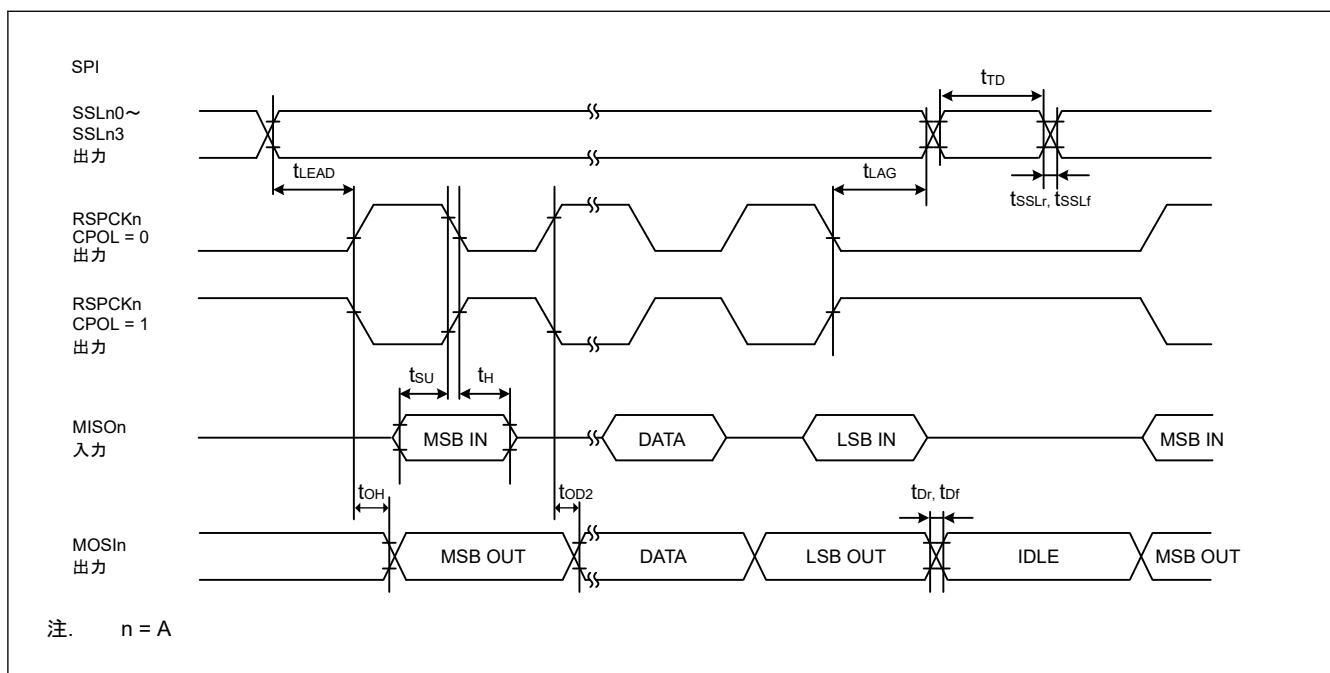 SPI
SSLn0～
SSLn3
出力
tTD
tLEAD
tLAG
tSSLr, tSSLf
RSPCKn
CPOL = 0
出力
RSPCKn
CPOL = 1
出力
tSU
tH
MISOn
入力
MSB IN
DATA
LSB IN
MSB IN
tOH
tOD2
tDr, tDf
MOSIn
出力
MSB OUT
DATA
LSB OUT
IDLE
MSB OUT
注. n = A